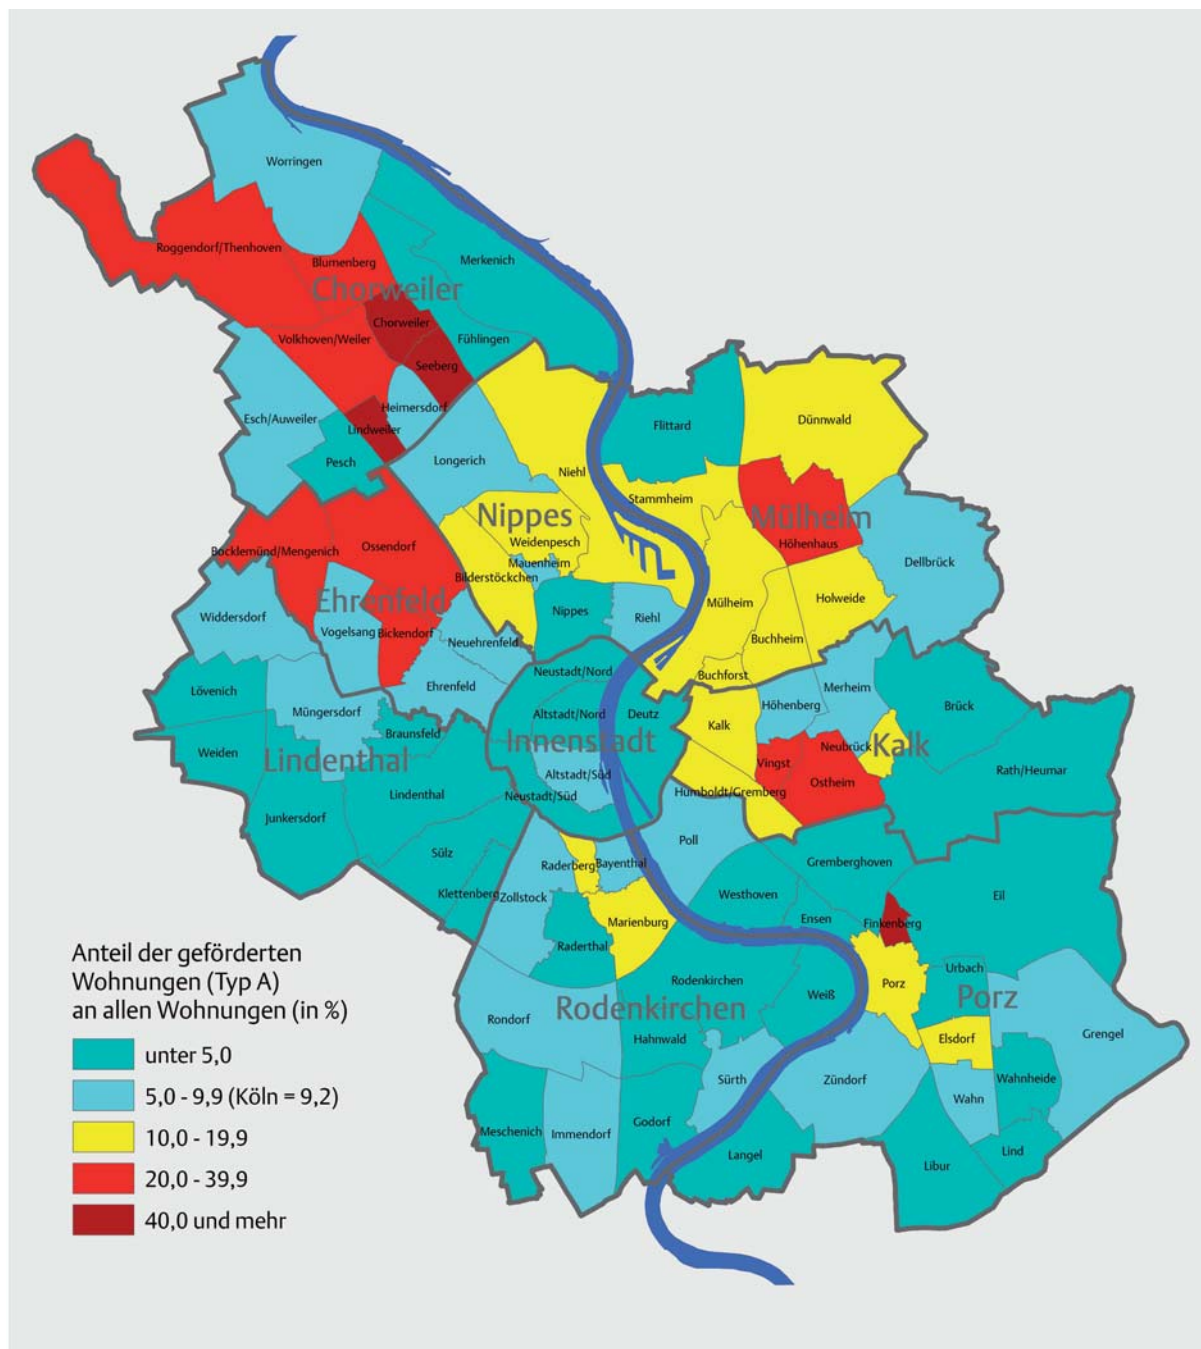 Worringen
Roggendorf/Thenhoven
Blumenberg
Merkenich
Chorweiler
Chorweiler
Volkhoven/Weiler
Fühlingen
Seeberg
Heimersdorf
Esch/Auweiler
Lindweiler
Pesch
Longerich
Niehl
Flittard
Dünnwald
Stammheim
Nippes
Mülheim
Höhenhaus
Weidenpesch
Mauenheim
Bilderstöckchen
Bocklemünd/Mengenich
Ossendorf
Dellbrück
Ehrenfeld
Nippes
Riehl
Mülheim
Holweide
Widdersdorf
Vogelsang
Bickendorf
Neuehrenfeld
Buchheim
Ehrenfeld
Neustadt/Nord
Buchforst
Lövenich
Müngersdorf
Altstadt/Nord
Deutz
Höhenberg
Merheim
Brück
Kalk
Braunsfeld
Innenstadt
Neubrück
Kalk
Weiden
Lindenthal
Altstadt/Süd
Vingst
Ostheim
Rath/Heumar
Lindenthal
Neustadt/Süd
Humboldt/Gremberg
Junkersdorf
Sülz
Raderberg
Bayenthal
Poll
Gremberghoven
Klettenberg
Zollstock
Westhoven
Eil
Marienburg
Ensen
Finkenberg
Raderthal
Rodenkirchen
Urbach
Weiß
Porz
Porz
Rodenkirchen
Rondorf
Hahnwald
Elsdorf
Grengel
Sürth
Zündorf
Wahnheide
Wahn
Meschenich
Immendorf
Godorf
Langel
Libur
Lind
Anteil der geförderten
Wohnungen (Typ A)
an allen Wohnungen (in %)
unter 5,0
5,0 - 9,9 (Köln = 9,2)
10,0 - 19,9
20,0 - 39,9
40,0 und mehr